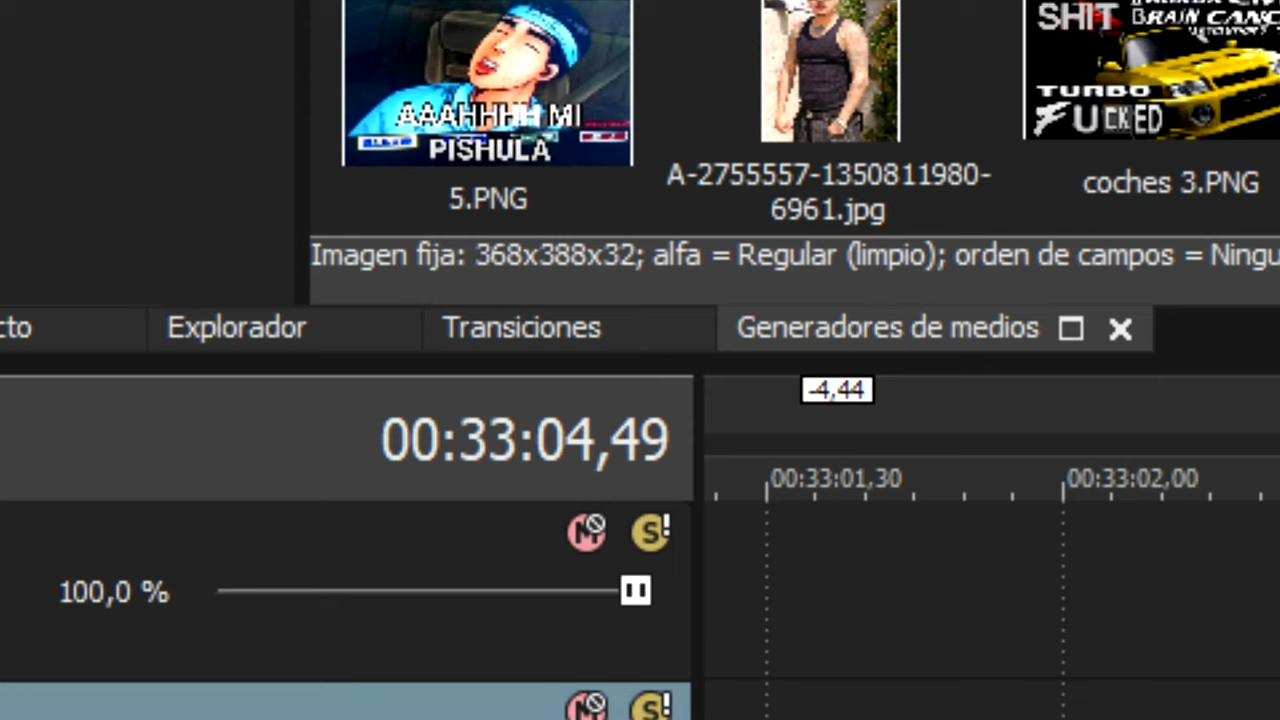 SHIT
BRAIN CANC
AAAHHHH MI
PISHULA
TURBO
FUCKED
5.PNG
A-2755557-1350811980-
6961.jpg
coches 3.PNG
Imagen fija: 368x388x32; alfa = Regular (limpio); orden de campos = Ningu
cto
Explorador
Transiciones
Generadores de medios
-4,44
00:33:04,49
00:33:01,30
00:33:02,00
M
S!
100,0 %
M
S!